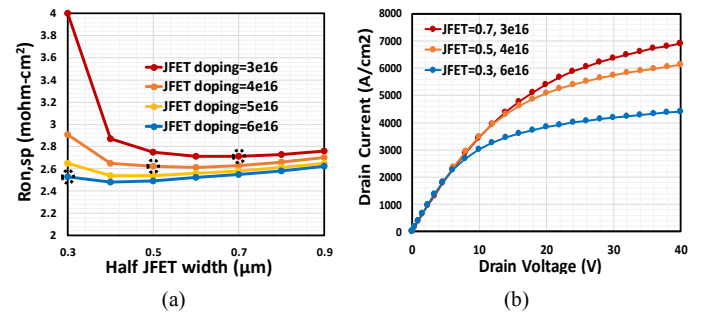 Ron,sp (mohm-cm²)
4
3.8
3.6
3.4
3.2
3
2.8
2.6
2.4
2.2
2
JFET doping=3e16
JFET doping=4e16
JFET doping=5e16
JFET doping=6e16
0.3 0.5 0.7 0.9
Half JFET width (µm)
(a)
Drain Current (A/cm2)
8000
7000
6000
5000
4000
3000
2000
1000
0
JFET=0.7, 3e16
JFET=0.5, 4e16
JFET=0.3, 6e16
0 10 20 30 40
Drain Voltage (V)
(b)